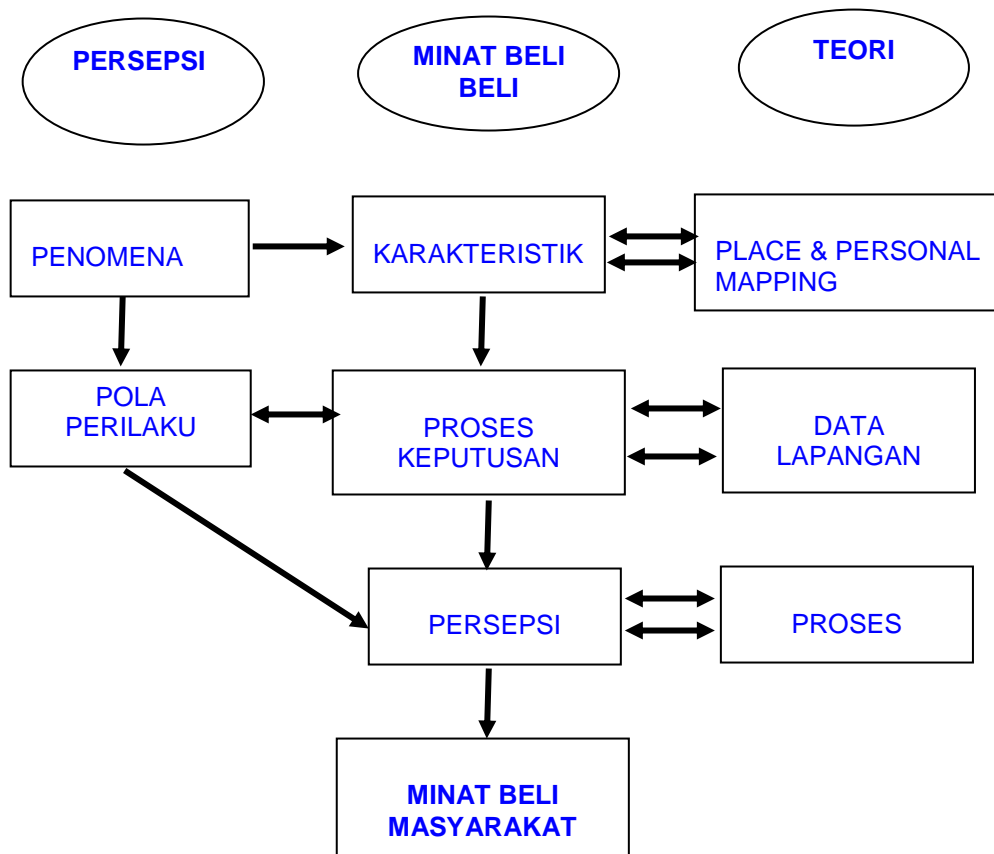 PERSEPSI
MINAT BELI
BELI
TEORI
PENOMENA
KARAKTERISTIK
PLACE & PERSONAL
MAPPING
POLA
PERILAKU
PROSES
KEPUTUSAN
DATA
LAPANGAN
PERSEPSI
PROSES
MINAT BELI
MASYARAKAT